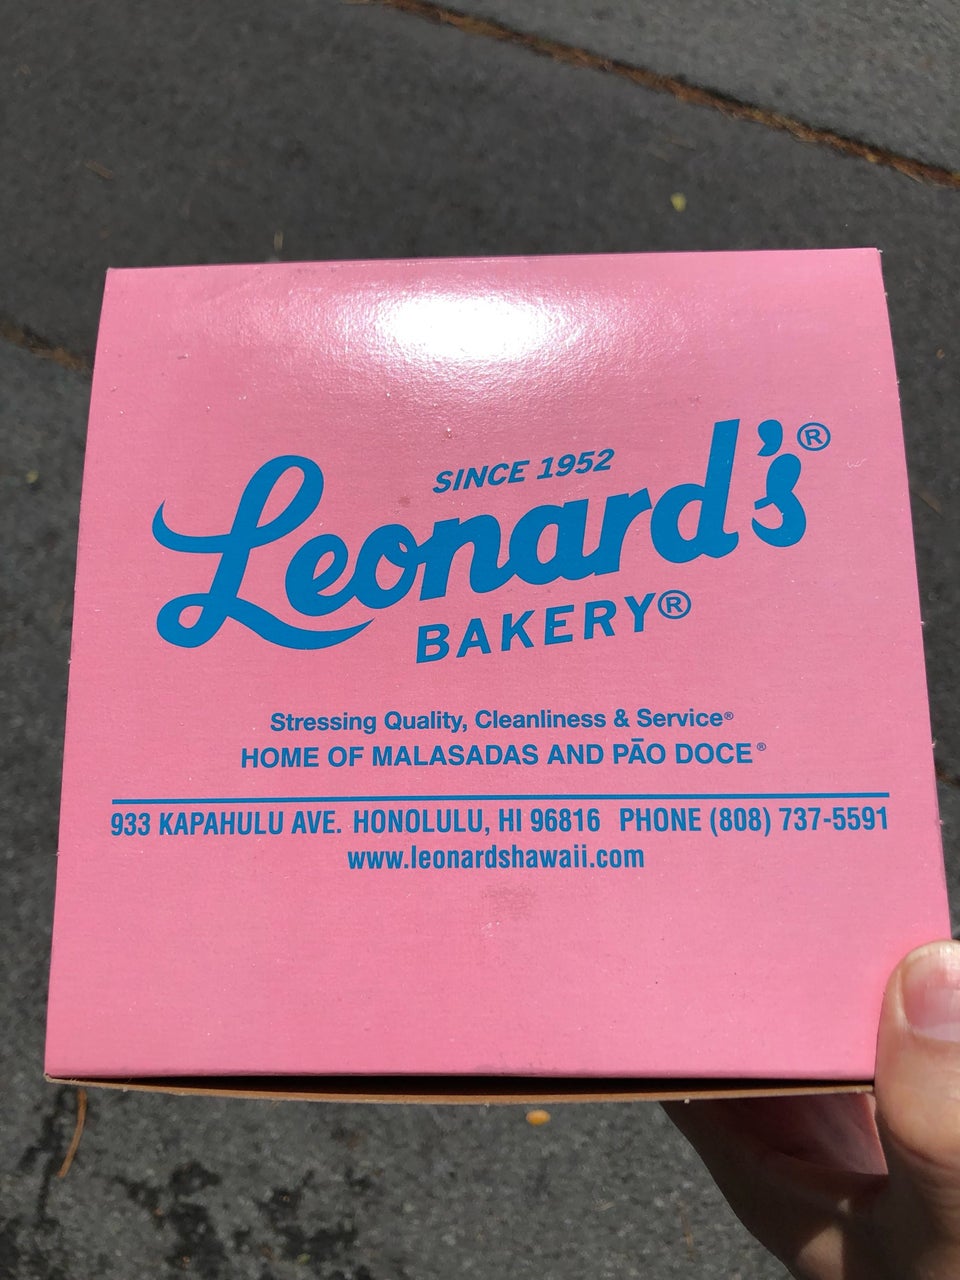 SINCE 1952
Leonard's®
BAKERY®
Stressing Quality, Cleanliness & Service®
HOME OF MALASADAS AND PÃO DOCE®
933 KAPAHULU AVE. HONOLULU, HI 96816 PHONE (808) 737-5591
www.leonardshawaii.com